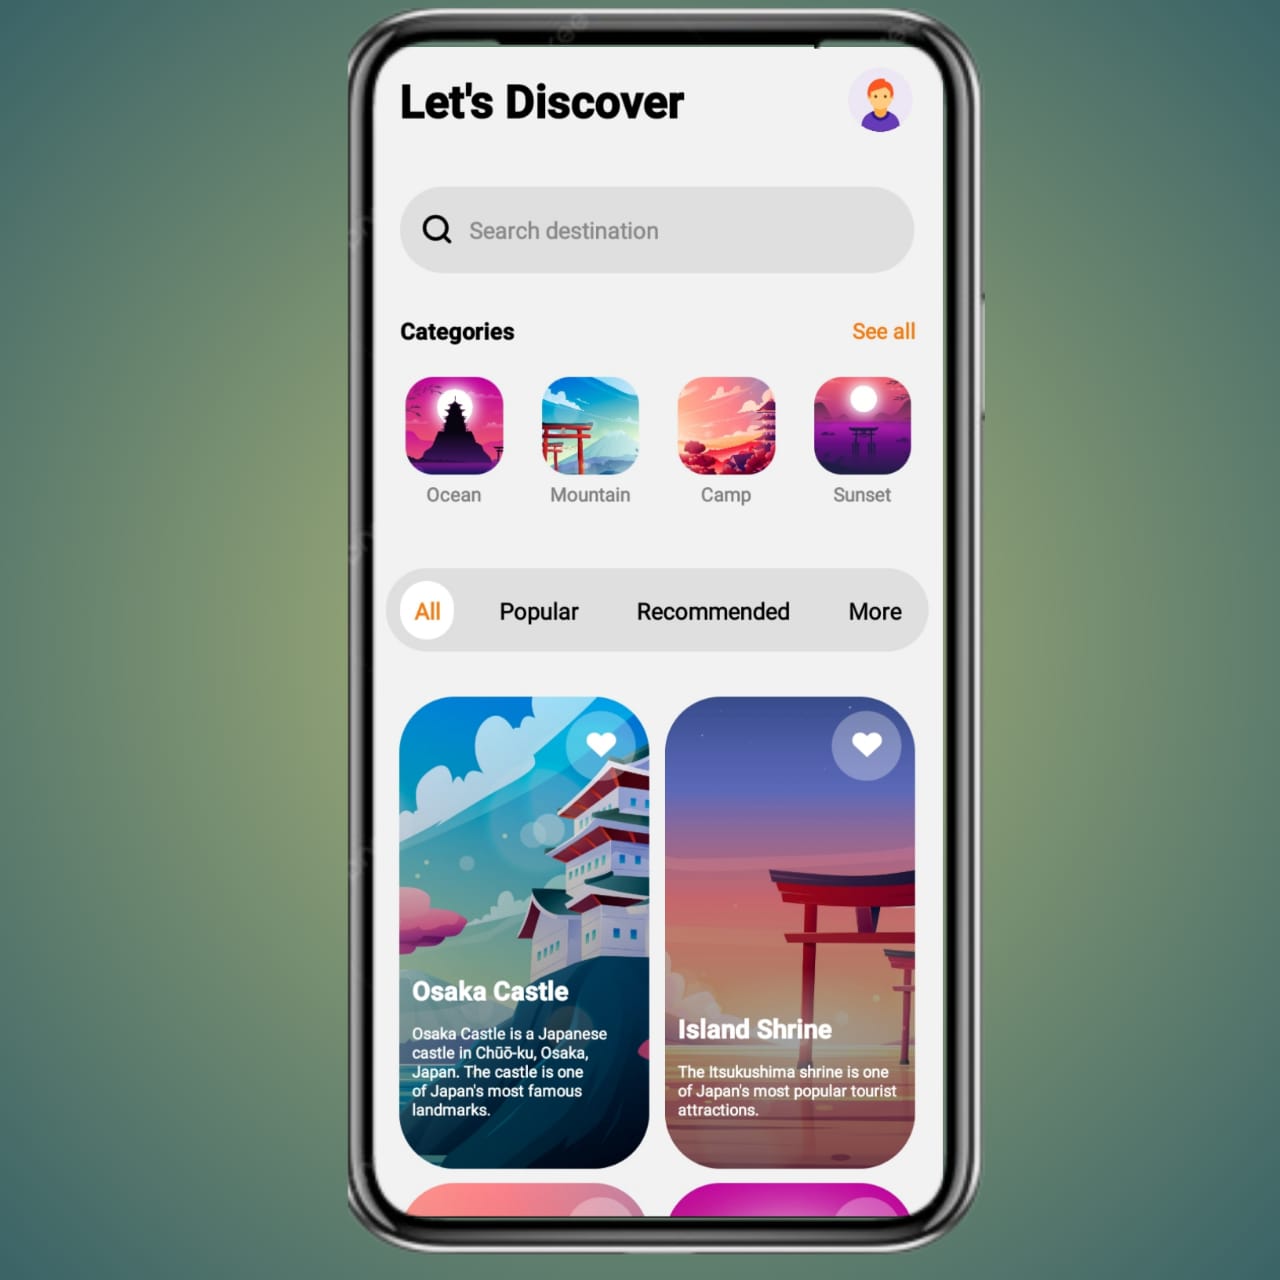 Let's Discover
Search destination
Categories
See all
Ocean
Mountain
Camp
Sunset
All
Popular
Recommended
More
Osaka Castle
Osaka Castle is a Japanese
castle in Chūō-ku, Osaka,
Japan. The castle is one
of Japan's most famous
landmarks.
Island Shrine
The Itsukushima shrine is one
of Japan's most popular tourist
attractions.